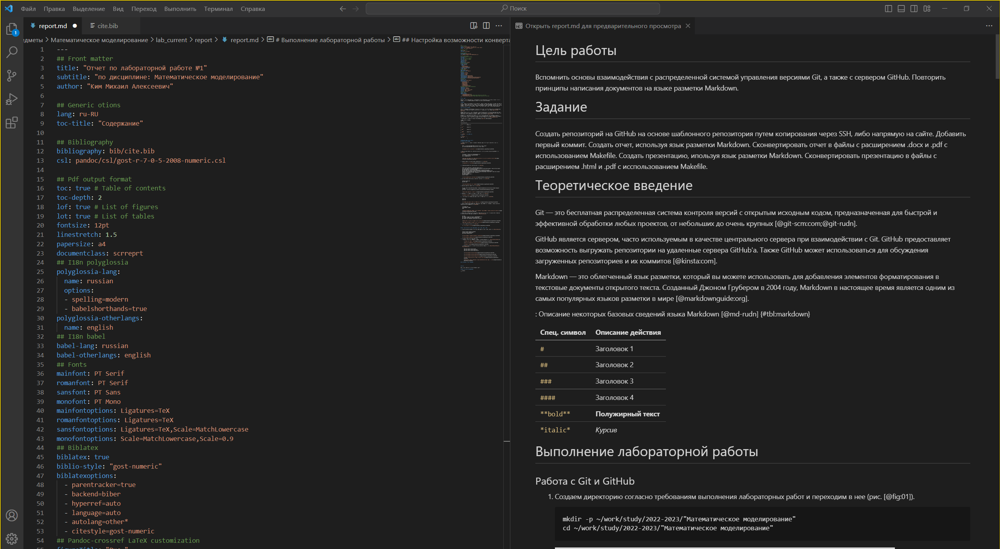 Файл Правка Выделение Вид Переход Выполнить Терминал Справка Поиск
report.md cite.bib
едметы > Математическое моделирование > lab_current > report > report.md > # Выполнение лабораторной работы > ## Настройка возможности конверта
1
1 ---
2 ## Front matter
3 title: "Отчет по лабораторной работе №1"
4 subtitle: "по дисциплине: Математическое моделирование"
5 author: "Ким Михаил Алексеевич"
6
7 ## Generic otions
8 lang: ru-RU
9 toc-title: "Содержание"
10
11 ## Bibliography
12 bibliography: bib/cite.bib
13 csl: pandoc/csl/gost-r-7-0-5-2008-numeric.csl
14
15 ## Pdf output format
16 toc: true # Table of contents
17 toc-depth: 2
18 lof: true # List of figures
19 lot: true # List of tables
20 fontsize: 12pt
21 linestretch: 1.5
22 papersize: a4
23 documentclass: scrreprt
24 ## I18n polyglossia
25 polyglossia-lang:
26 name: russian
27 options:
28 - spelling=modern
29 - babelshorthands=true
30 polyglossia-otherlangs:
31 name: english
32 ## I18n babel
33 babel-lang: russian
34 babel-otherlangs: english
35 ## Fonts
36 mainfont: PT Serif
37 romanfont: PT Serif
38 sansfont: PT Sans
39 monofont: PT Mono
40 mainfontoptions: Ligatures=TeX
41 romanfontoptions: Ligatures=TeX
42 sansfontoptions: Ligatures=TeX,Scale=MatchLowercase
43 monofontoptions: Scale=MatchLowercase,Scale=0.9
44 ## Biblatex
45 biblatex: true
46 biblio-style: "gost-numeric"
47 biblatexoptions:
48 - parentracker=true
49 - backend=biber
50 - hyperref=auto
51 - language=auto
52 - autolang=other*
53 - citestyle=gost-numeric
54 ## Pandoc-crossref LaTeX customization
Открыть report.md для предварительного просмотра
Цель работы
Вспомнить основы взаимодействия с распределенной системой управления версиями Git, а также с сервером GitHub. Повторить
принципы написания документов на языке разметки Markdown.
Задание
Создать репозиторий на GitHub на основе шаблонного репозитория путем копирования через SSH, либо напрямую на сайте. Добавить
первый коммит. Создать отчет, используя язык разметки Markdown. Сконвертировать отчет в файлы с расширением .docx и .pdf с
использованием Makefile. Создать презентацию, ипользуя язык разметки Markdown. Сконвертировать презентацию в файлы с
расширением .html и .pdf с исспользованием Makefile.
Теоретическое введение
Git — это бесплатная распределенная система контроля версий с открытым исходным кодом, предназначенная для быстрой и
эффективной обработки любых проектов, от небольших до очень крупных [@git-scm:com;@git-rudn].
GitHub является сервером, часто используемым в качестве центрального сервера при взаимодействии с Git. GitHub предоставляет
возможность выгружать репозитории на удаленные сервера GitHub'а. Также GitHub может использоваться для обсуждения
загруженных репозиториев и их коммитов [@kinsta:com].
Markdown — это облегченный язык разметки, который вы можете использовать для добавления элементов форматирования в
текстовые документы открытого текста. Созданный Джоном Грубером в 2004 году, Markdown в настоящее время является одним из
самых популярных языков разметки в мире [@markdownguide:org].
: Описание некоторых базовых сведений языка Markdown [@md-rudn] {#tbl:markdown}
Спец. символ Описание действия
# Заголовок 1
## Заголовок 2
### Заголовок 3
#### Заголовок 4
**bold** Полужирный текст
*italic* Курсив
Выполнение лабораторной работы
Работа с Git и GitHub
1. Создаем директорию согласно требованиям выполнения лабораторных работ и переходим в нее (рис. [@fig:01]).
mkdir -p ~/work/study/2022-2023/"Математическое моделирование"
cd ~/work/study/2022-2023/"Математическое моделирование"